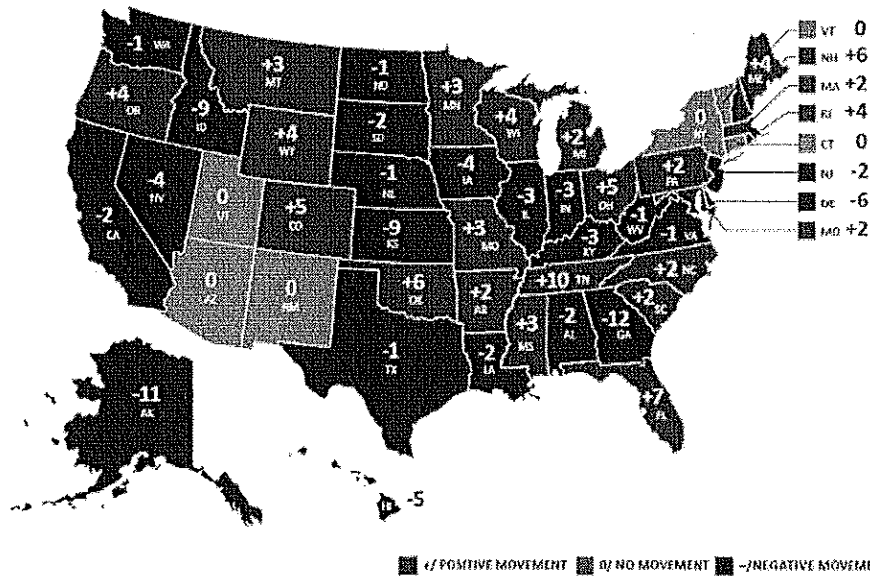 VT 0
-1 WA
+3
MT
-1
ND
+3
MN
+4
NH +6
MA +2
+4
OR
-9
ID
-2
+4
WI
+2
0
NY
RI +4
+4
WY
CT 0
-1
NE
-4
IA
+2
PA
NJ -2
-4
NV
0
UT
+5
CO
-3
IL
-3
IN
+5
OH
DE -6
-2
CA
-9
KS
+3
MO
-3
KY
-1
WV
-1 VA
MD +2
0
AZ
0
NM
+6
OK
+2
AR
+10 TN
+2 NC
+2
SC
+3
MS
-2
AL
-12
GA
-1
TX
-2
LA
-11
AK
+7
FL
HI -5
+/ POSITIVE MOVEMENT 0/ NO MOVEMENT -/NEGATIVE MOVEME